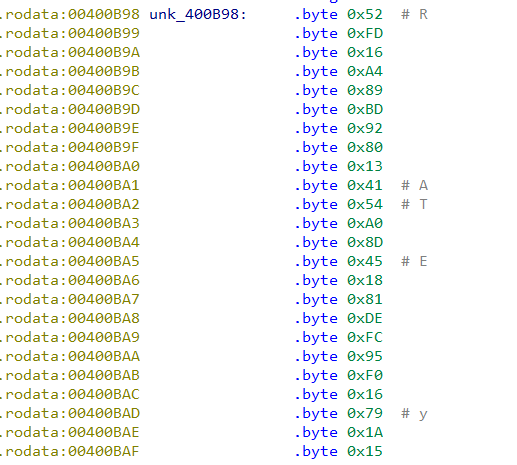 .rodata:00400B98 unk_400B98: .byte 0x52 # R
.rodata:00400B99 .byte 0xFD
.rodata:00400B9A .byte 0x16
.rodata:00400B9B .byte 0xA4
.rodata:00400B9C .byte 0x89
.rodata:00400B9D .byte 0xBD
.rodata:00400B9E .byte 0x92
.rodata:00400B9F .byte 0x80
.rodata:00400BA0 .byte 0x13
.rodata:00400BA1 .byte 0x41 # A
.rodata:00400BA2 .byte 0x54 # T
.rodata:00400BA3 .byte 0xA0
.rodata:00400BA4 .byte 0x8D
.rodata:00400BA5 .byte 0x45 # E
.rodata:00400BA6 .byte 0x18
.rodata:00400BA7 .byte 0x81
.rodata:00400BA8 .byte 0xDE
.rodata:00400BA9 .byte 0xFC
.rodata:00400BAA .byte 0x95
.rodata:00400BAB .byte 0xF0
.rodata:00400BAC .byte 0x16
.rodata:00400BAD .byte 0x79 # y
.rodata:00400BAE .byte 0x1A
.rodata:00400BAF .byte 0x15